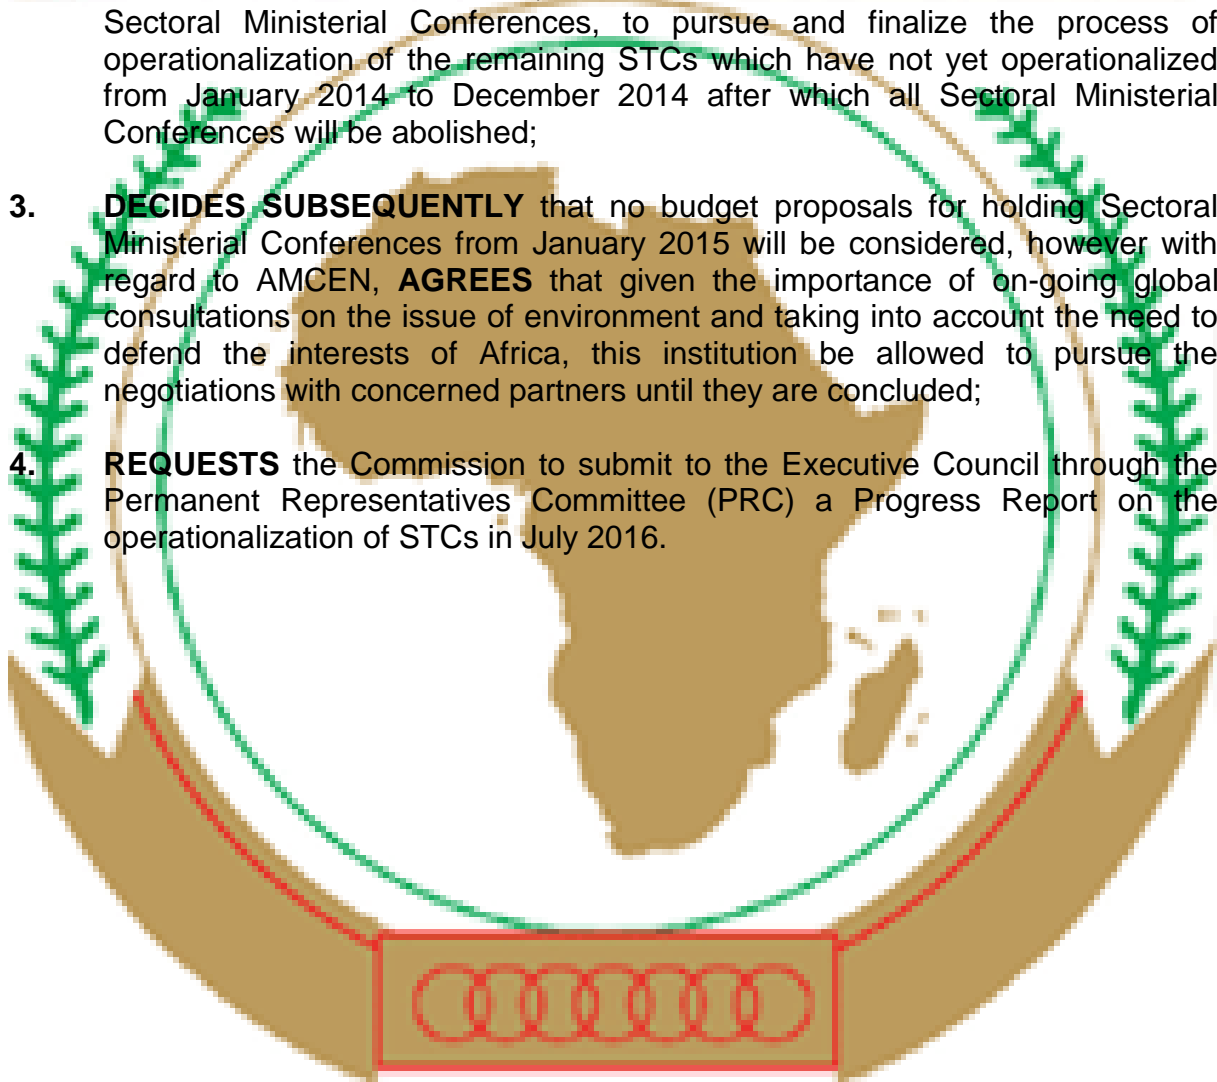 Sectoral Ministerial Conferences, to pursue and finalize the process of
operationalization of the remaining STCs which have not yet operationalized
from January 2014 to December 2014 after which all Sectoral Ministerial
Conferences will be abolished;
3. DECIDES SUBSEQUENTLY that no budget proposals for holding Sectoral
Ministerial Conferences from January 2015 will be considered, however with
regard to AMCEN, AGREES that given the importance of on-going global
consultations on the issue of environment and taking into account the need to
defend the interests of Africa, this institution be allowed to pursue the
negotiations with concerned partners until they are concluded;
4. REQUESTS the Commission to submit to the Executive Council through the
Permanent Representatives Committee (PRC) a Progress Report on the
operationalization of STCs in July 2016.